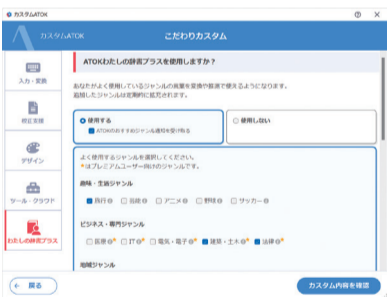 カスタムATOK
カスタムATOK
こだわりカスタム
入力・変換
校正支援
デザイン
ツール・クラウド
わたしの辞書プラス
ATOKわたしの辞書プラスを使用しますか？
あなたがよく使用しているジャンルの言葉を変換や推測で使えるようになります。
追加したジャンルは定期的に拡充されます。
使用する
ATOKのおすすめジャンル通知を受け取る
使用しない
よく使用するジャンルを選択してください。
*はプレミアムユーザー向けのジャンルです。
趣味・生活ジャンル
旅行 芸能 アニメ 野球 サッカー
ビジネス・専門ジャンル
医療* IT* 電気・電子* 建築・土木* 法律*
地域ジャンル
戻る
カスタム内容を確認